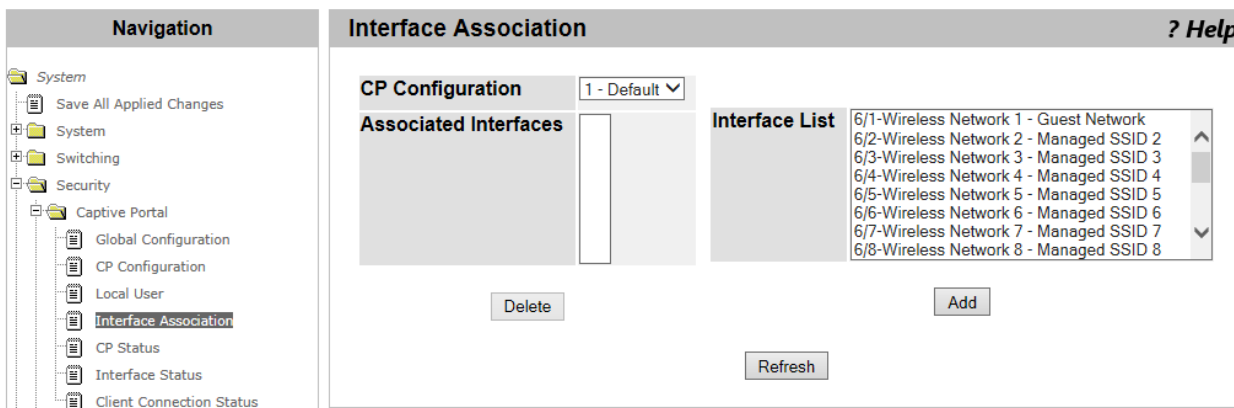 Navigation
System
Save All Applied Changes
System
Switching
Security
Captive Portal
Global Configuration
CP Configuration
Local User
Interface Association
CP Status
Interface Status
Client Connection Status
Interface Association
? Help
CP Configuration
1 - Default
Associated Interfaces
Interface List
6/1-Wireless Network 1 - Guest Network
6/2-Wireless Network 2 - Managed SSID 2
6/3-Wireless Network 3 - Managed SSID 3
6/4-Wireless Network 4 - Managed SSID 4
6/5-Wireless Network 5 - Managed SSID 5
6/6-Wireless Network 6 - Managed SSID 6
6/7-Wireless Network 7 - Managed SSID 7
6/8-Wireless Network 8 - Managed SSID 8
Delete
Add
Refresh